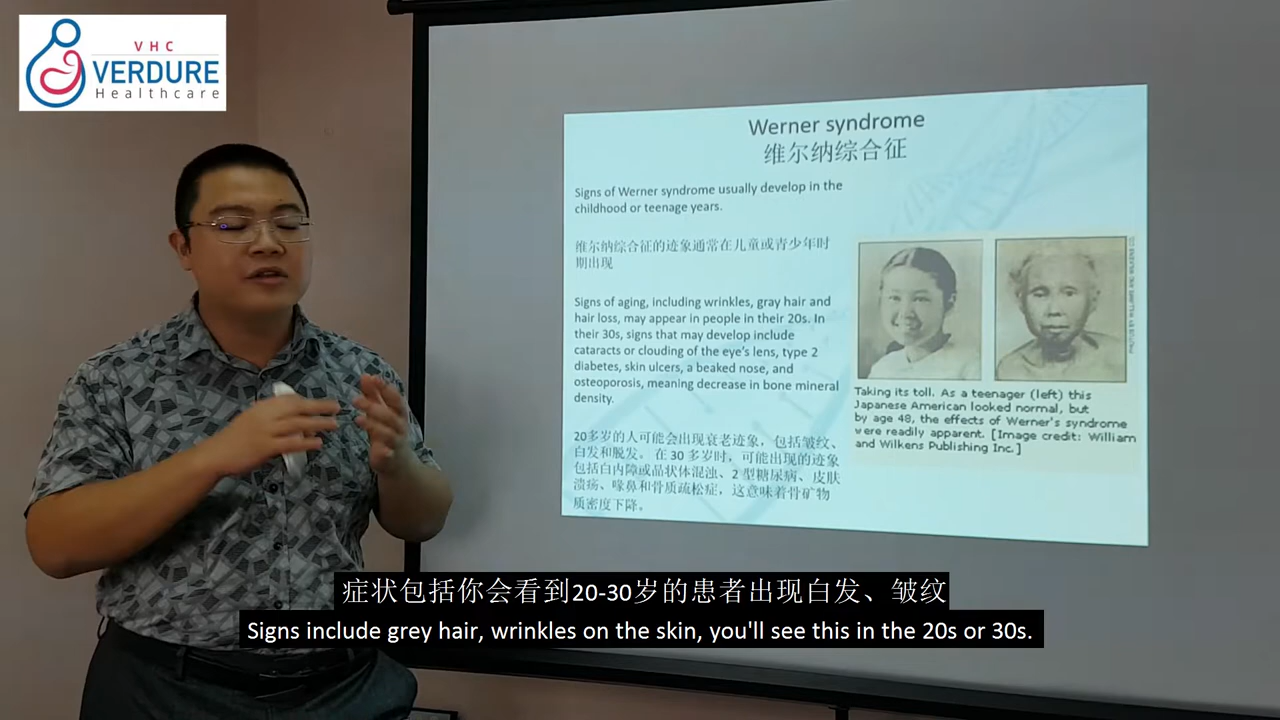 VHC
VERDURE
Healthcare
Werner syndrome
维尔纳综合征
Signs of Werner syndrome usually develop in the
childhood or teenage years.
维尔纳综合征的迹象通常在儿童或青少年时
期出现
Signs of aging, including wrinkles, gray hair and
hair loss, may appear in people in their 20s. In
their 30s, signs that may develop include
cataracts or clouding of the eye's lens, type 2
diabetes, skin ulcers, a beaked nose, and
osteoporosis, meaning decrease in bone mineral
density.
20多岁的人可能会出现衰老迹象，包括皱纹、
白发和脱发。在 30 多岁时，可能出现的迹象
包括白内障或晶状体混浊、2 型糖尿病、皮肤
溃疡、喙鼻和骨质疏松症，这意味着骨矿物
质密度下降。
Taking its toll. As a teenager (left) this
Japanese American looked normal, but
by age 48, the effects of Werner's syndrome
were readily apparent. [Image credit: William
and Wilkens Publishing Inc.]
症状包括你会看到20-30岁的患者出现白发、皱纹
Signs include grey hair, wrinkles on the skin, you'll see this in the 20s or 30s.